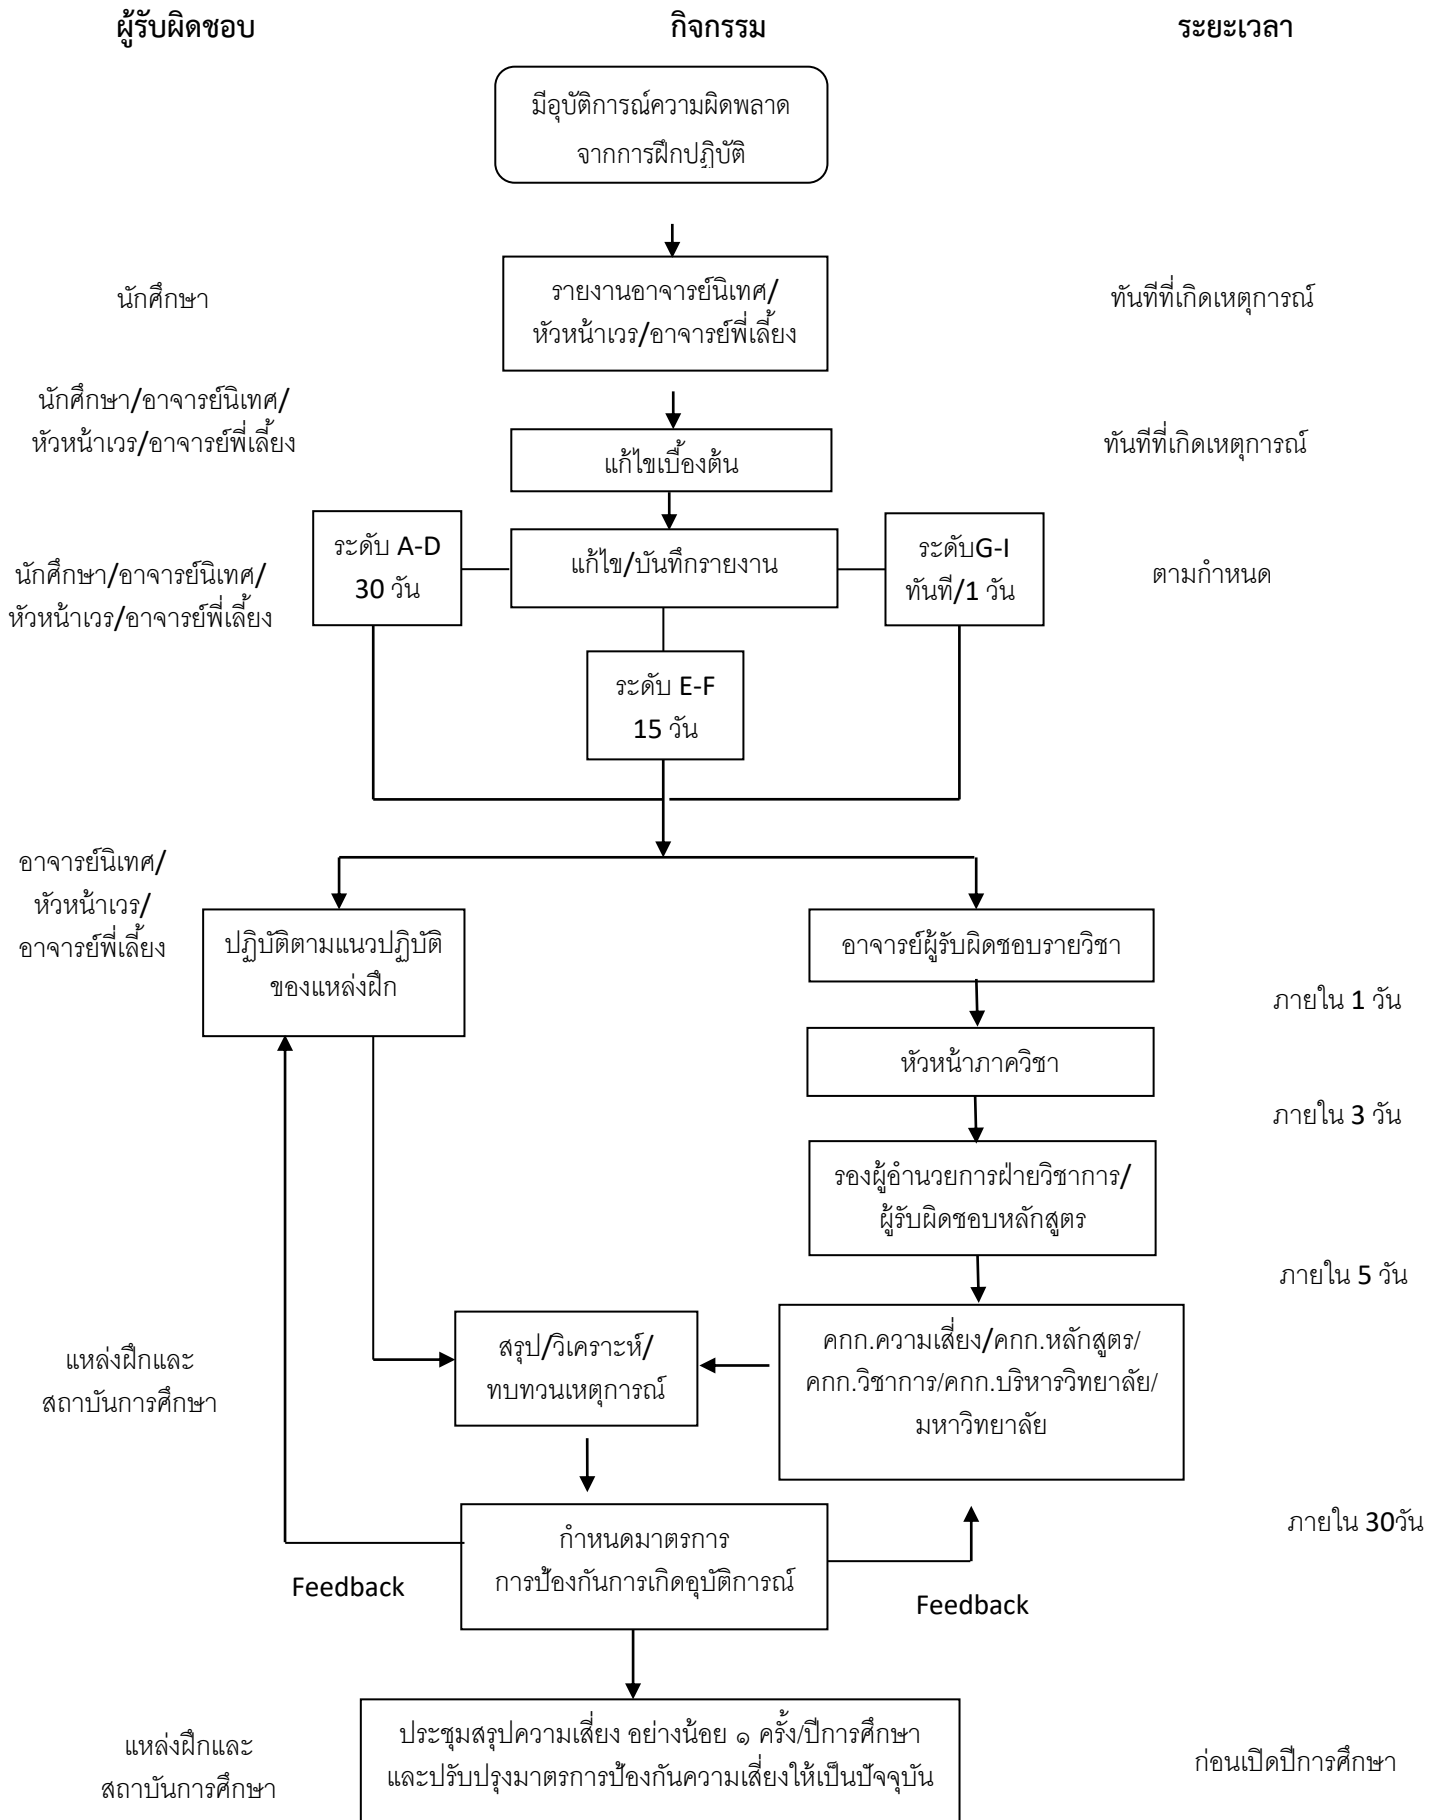 ผู้รับผิดชอบ
กิจกรรม
ระยะเวลา
มีอุบัติการณ์ความผิดพลาด
จากการฝึกปฏิบัติ
นักศึกษา
รายงานอาจารย์นิเทศ/
หัวหน้าเวร/อาจารย์พี่เลี้ยง
ทันทีที่เกิดเหตุการณ์
นักศึกษา/อาจารย์นิเทศ/
หัวหน้าเวร/อาจารย์พี่เลี้ยง
แก้ไขเบื้องต้น
ทันทีที่เกิดเหตุการณ์
นักศึกษา/อาจารย์นิเทศ/
หัวหน้าเวร/อาจารย์พี่เลี้ยง
ระดับ A-D
30 วัน
แก้ไข/บันทึกรายงาน
ระดับG-I
ทันที/1 วัน
ตามกำหนด
ระดับ E-F
15 วัน
อาจารย์นิเทศ/
หัวหน้าเวร/
อาจารย์พี่เลี้ยง
ปฏิบัติตามแนวปฏิบัติ
ของแหล่งฝึก
อาจารย์ผู้รับผิดชอบรายวิชา
ภายใน 1 วัน
หัวหน้าภาควิชา
ภายใน 3 วัน
รองผู้อำนวยการฝ่ายวิชาการ/
ผู้รับผิดชอบหลักสูตร
ภายใน 5 วัน
แหล่งฝึกและ
สถาบันการศึกษา
สรุป/วิเคราะห์/
ทบทวนเหตุการณ์
คกก.ความเสี่ยง/คกก.หลักสูตร/
คกก.วิชาการ/คกก.บริหารวิทยาลัย/
มหาวิทยาลัย
กำหนดมาตรการ
การป้องกันการเกิดอุบัติการณ์
ภายใน 30วัน
Feedback
Feedback
แหล่งฝึกและ
สถาบันการศึกษา
ประชุมสรุปความเสี่ยง อย่างน้อย ๑ ครั้ง/ปีการศึกษา
และปรับปรุงมาตรการป้องกันความเสี่ยงให้เป็นปัจจุบัน
ก่อนเปิดปีการศึกษา